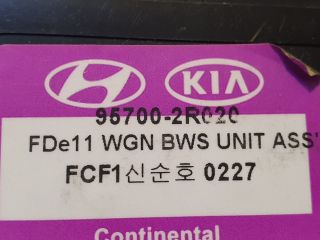 KIA
95700-2R020
FDe11 WGN BWS UNIT ASS'
FCF1신순호 0227
Continental